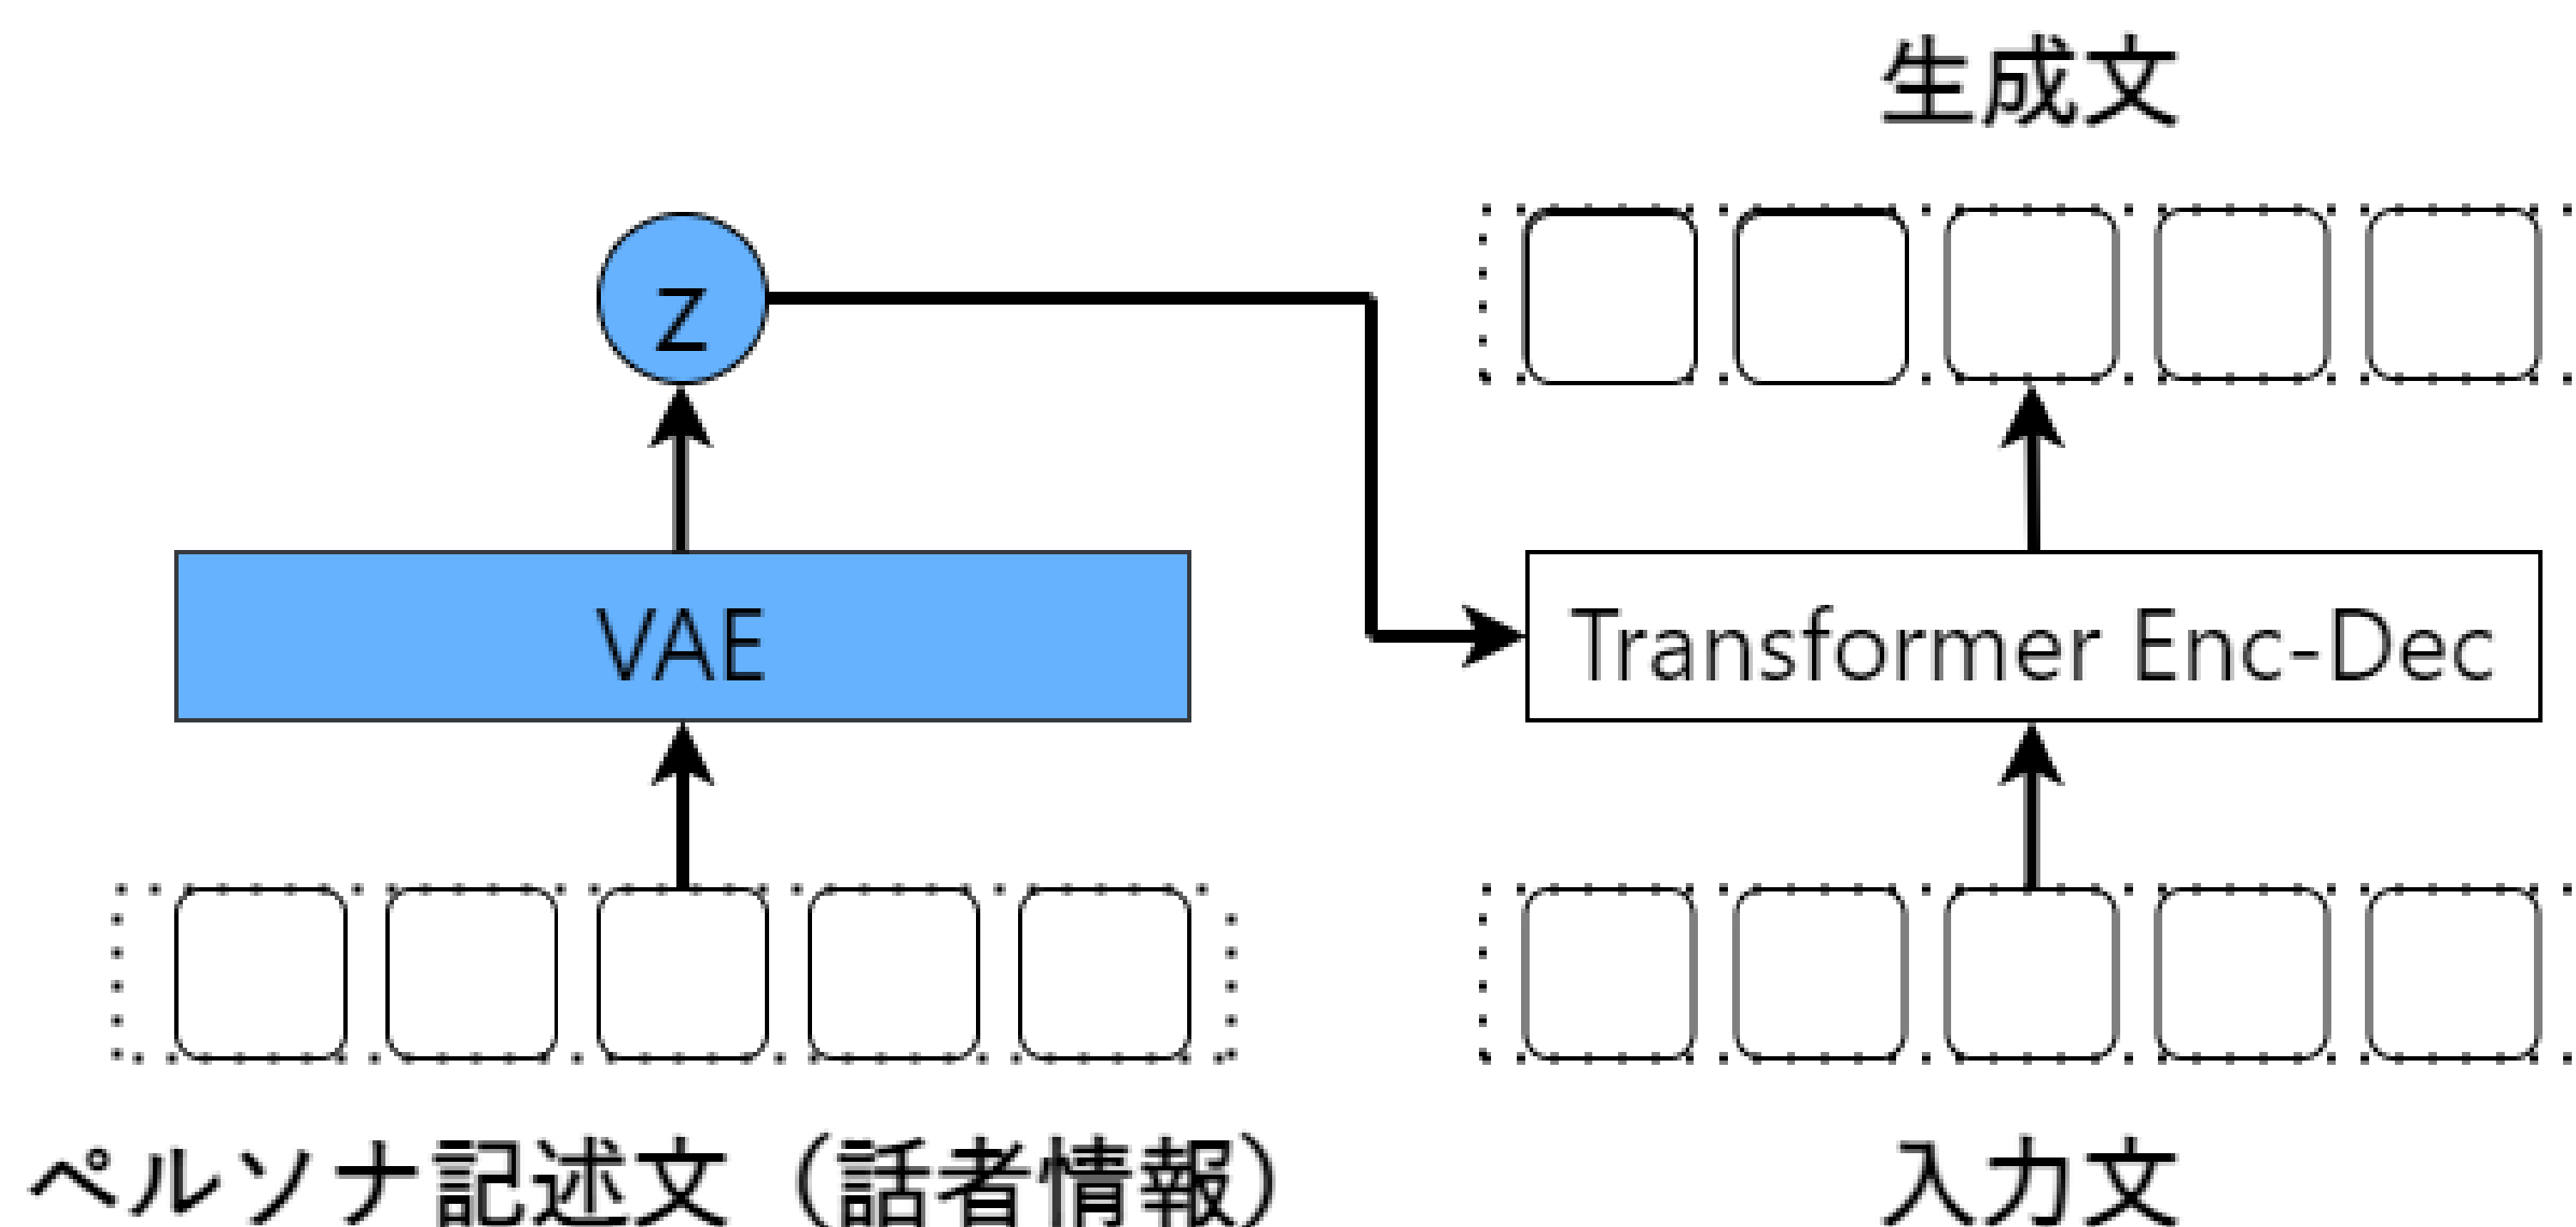 生成文
z
VAE
Transformer Enc-Dec
ペルソナ記述文（話者情報）
入力文